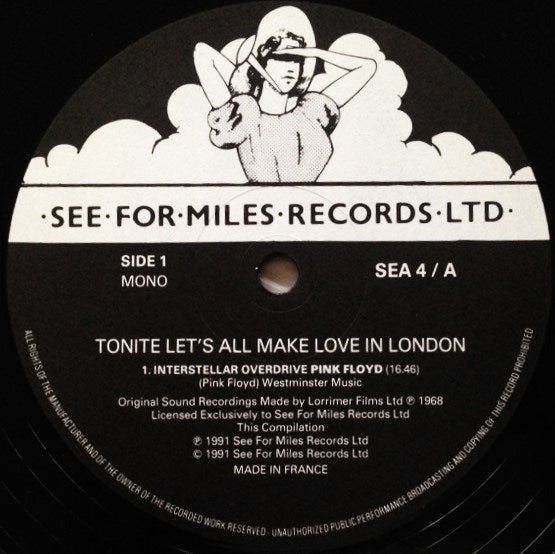 ·SEE·FOR·MILES·RECORDS·LTD·
SIDE 1
MONO
SEA 4 / A
TONITE LET'S ALL MAKE LOVE IN LONDON
1. INTERSTELLAR OVERDRIVE PINK FLOYD (16.46)
(Pink Floyd) Westminster Music
Original Sound Recordings Made by Lorrimer Films Ltd ℗ 1968
Licensed Exclusively to See For Miles Records Ltd
This Compilation
℗ 1991 See For Miles Records Ltd
© 1991 See For Miles Records Ltd
MADE IN FRANCE
ALL RIGHTS OF THE MANUFACTURER AND OF THE OWNER OF THE RECORDED WORK RESERVED · UNAUTHORIZED PUBLIC PERFORMANCE BROADCASTING AND COPYING OF THIS RECORD PROHIBITED